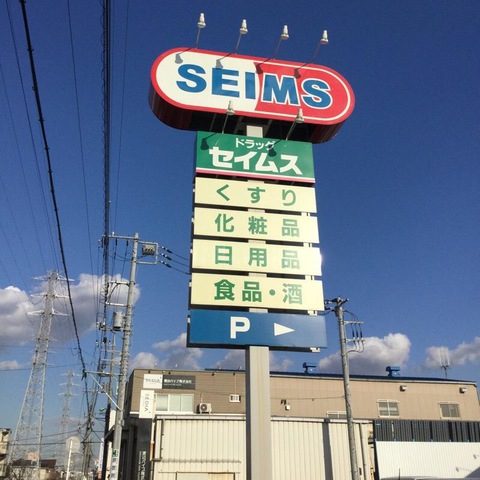 SEIMS
ドラッグ
セイムス
くすり
化粧品
日用品
食品・酒
P